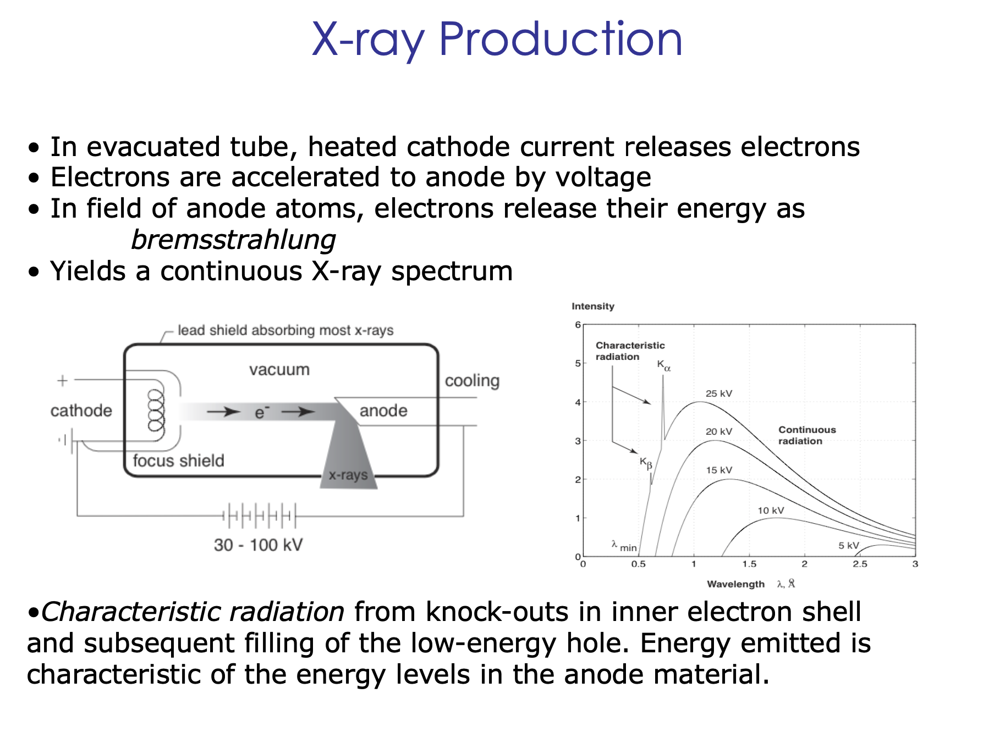 X-ray Production
• In evacuated tube, heated cathode current releases electrons
• Electrons are accelerated to anode by voltage
• In field of anode atoms, electrons release their energy as
bremsstrahlung
• Yields a continuous X-ray spectrum
lead shield absorbing most x-rays
vacuum
+
cooling
cathode
e⁻
anode
focus shield
x-rays
30 - 100 kV
Intensity
6
5
4
3
2
1
0
Characteristic
radiation
Kα
25 kV
20 kV
Continuous
radiation
Kβ
15 kV
10 kV
5 kV
λ min
0 0.5 1 1.5 2 2.5 3
Wavelength λ, Å
•Characteristic radiation from knock-outs in inner electron shell
and subsequent filling of the low-energy hole. Energy emitted is
characteristic of the energy levels in the anode material.